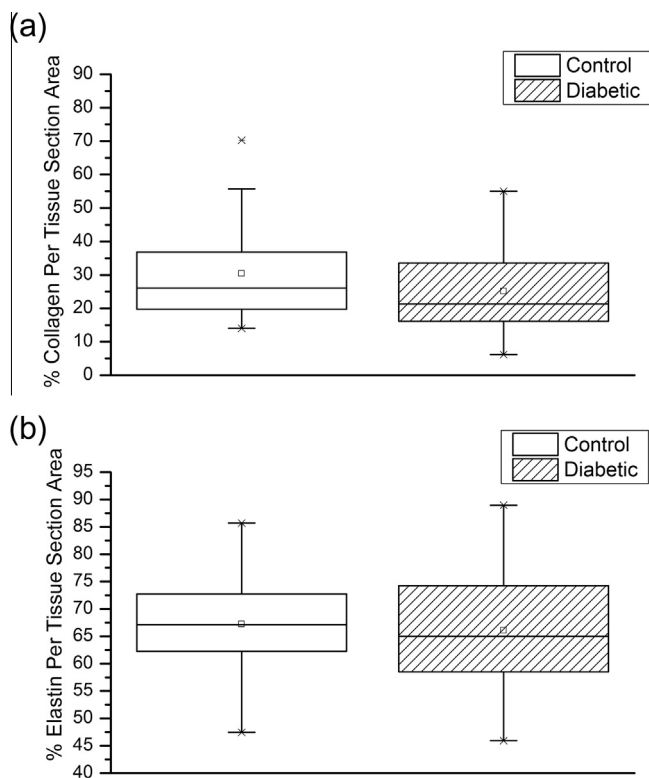 (a)
Control
Diabetic
% Collagen Per Tissue Section Area
90
80
70
60
50
40
30
20
10
0
(b)
Control
Diabetic
% Elastin Per Tissue Section Area
95
90
85
80
75
70
65
60
55
50
45
40